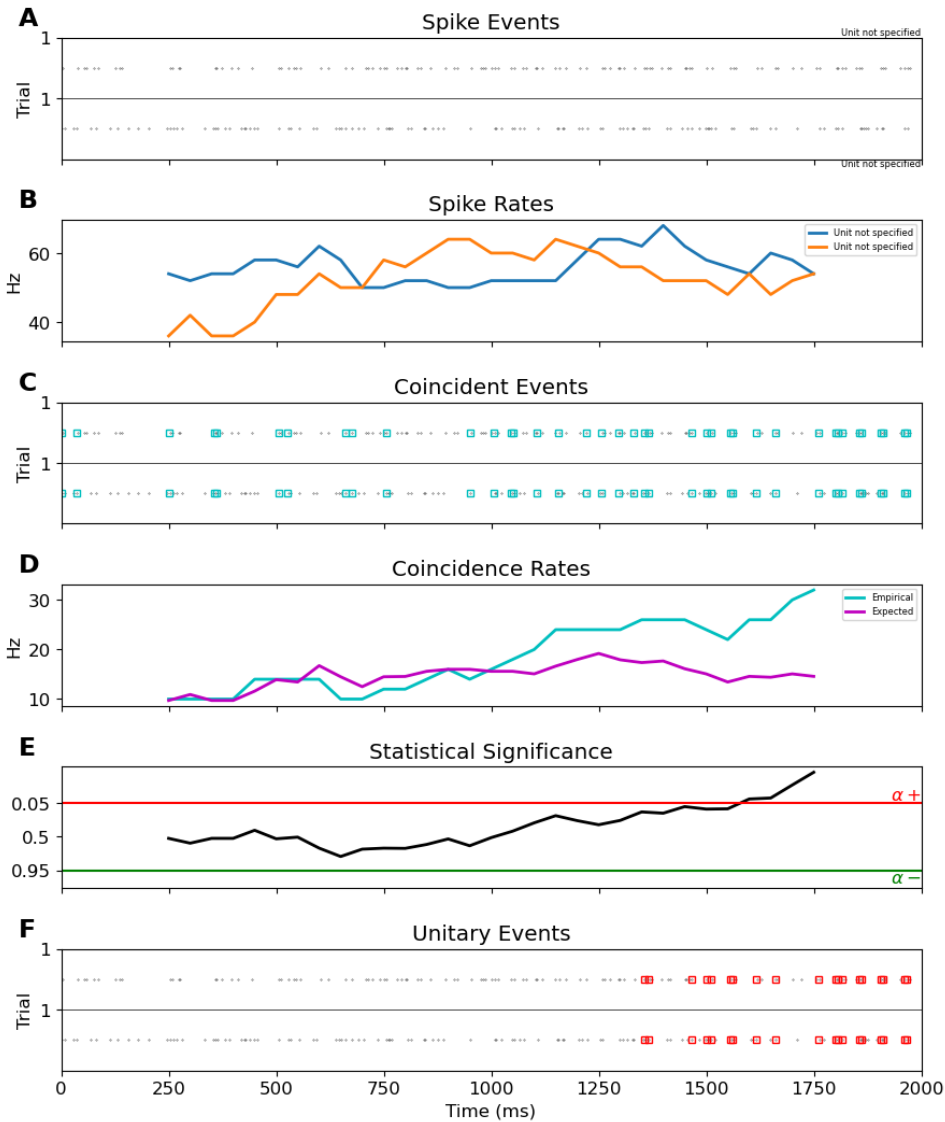 A
Spike Events
Unit not specified
1
1
Trial
Unit not specified
B
Spike Rates
60
40
Hz
Unit not specified
Unit not specified
C
Coincident Events
1
1
Trial
D
Coincidence Rates
30
20
10
Hz
Empirical
Expected
E
Statistical Significance
0.05
0.5
0.95
α+
α−
F
Unitary Events
1
1
Trial
0 250 500 750 1000 1250 1500 1750 2000
Time (ms)